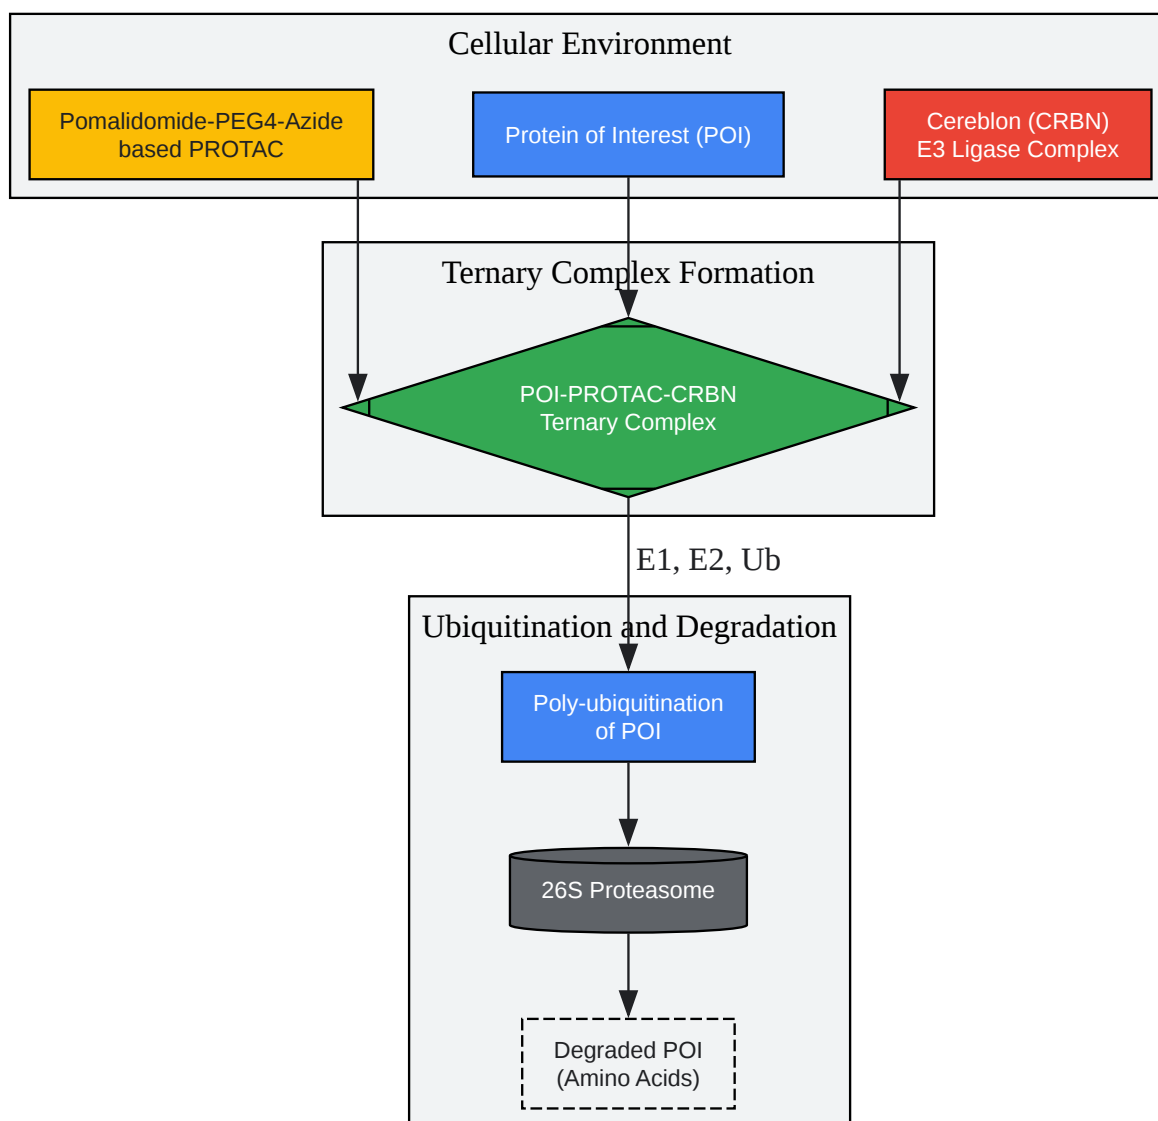 Cellular Environment
Pomalidomide-PEG4-Azide
based PROTAC
Protein of Interest (POI)
Cereblon (CRBN)
E3 Ligase Complex
Ternary Complex Formation
POI-PROTAC-CRBN
Ternary Complex
E1, E2, Ub
Ubiquitination and Degradation
Poly-ubiquitination
of POI
26S Proteasome
Degraded POI
(Amino Acids)